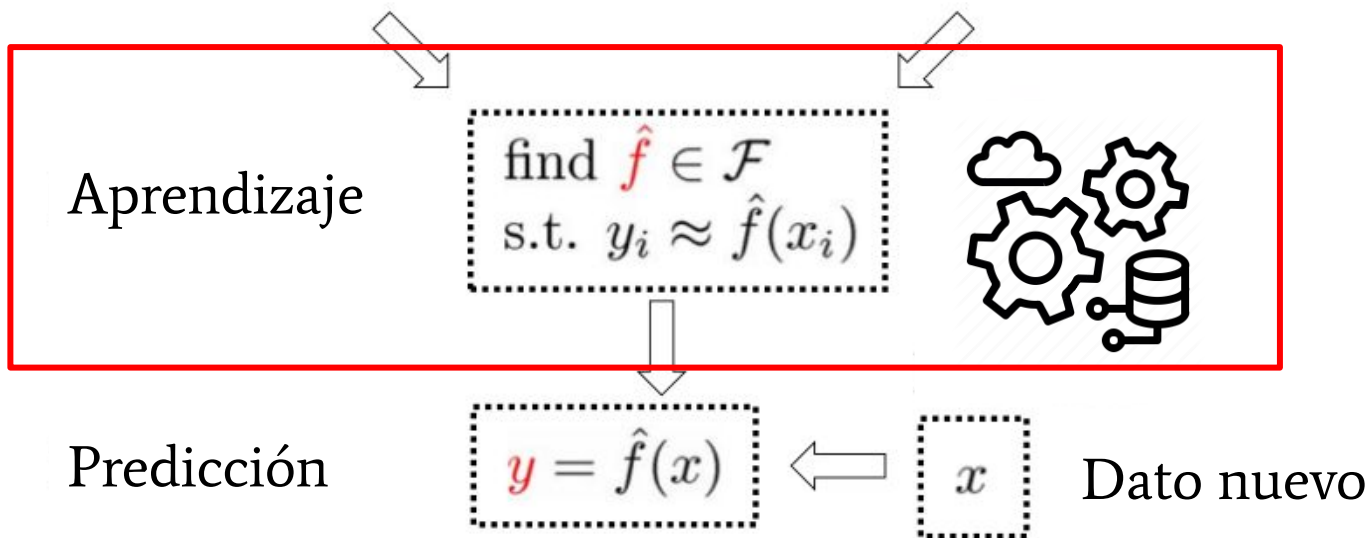 Aprendizaje
find f̂ ∈ ℱ
s.t. yᵢ ≈ f̂(xᵢ)
Predicción
y = f̂(x)
x
Dato nuevo